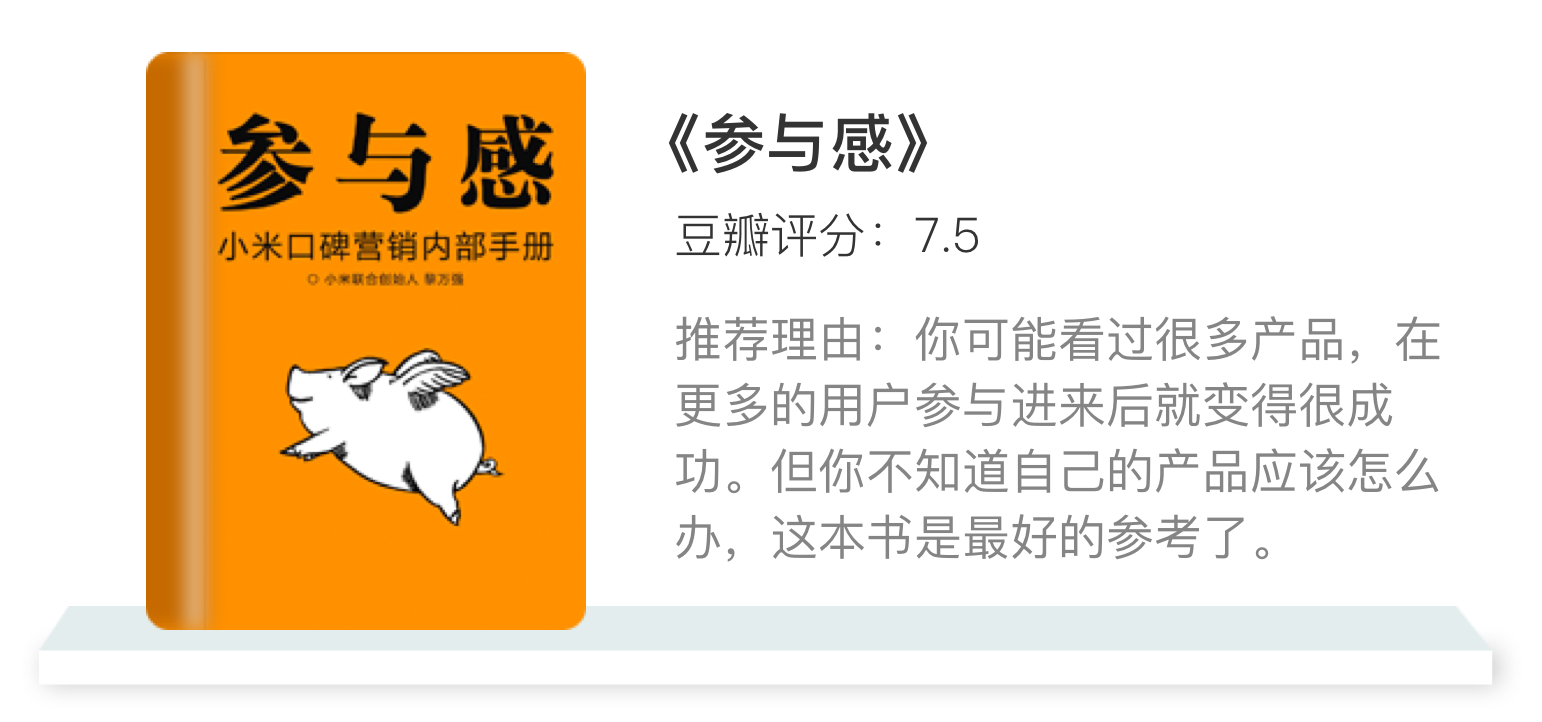 参与感
小米口碑营销内部手册
小米联合创始人 黎万强
《参与感》
豆瓣评分：7.5
推荐理由：你可能看过很多产品，在
更多的用户参与进来后就变得很成
功。但你不知道自己的产品应该怎么
办，这本书是最好的参考了。